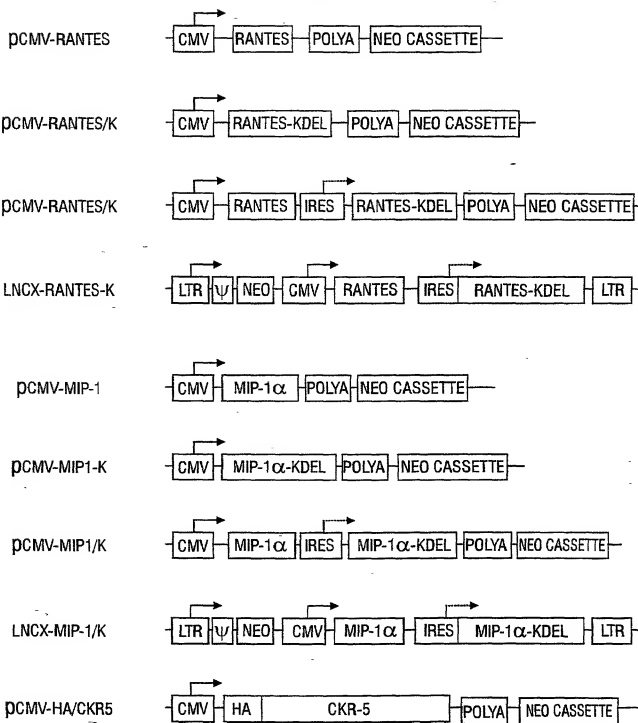 pCMV-RANTES CMV RANTES POLYA NEO CASSETTE
pCMV-RANTES/K CMV RANTES-KDEL POLYA NEO CASSETTE
pCMV-RANTES/K CMV RANTES IRES RANTES-KDEL POLYA NEO CASSETTE
LNCX-RANTES-K LTR Ψ NEO CMV RANTES IRES RANTES-KDEL LTR
pCMV-MIP-1 CMV MIP-1α POLYA NEO CASSETTE
pCMV-MIP1-K CMV MIP-1α-KDEL POLYA NEO CASSETTE
pCMV-MIP1/K CMV MIP-1α IRES MIP-1α-KDEL POLYA NEO CASSETTE
LNCX-MIP-1/K LTR Ψ NEO CMV MIP-1α IRES MIP-1α-KDEL LTR
pCMV-HA/CKR5 CMV HA CKR-5 POLYA NEO CASSETTE